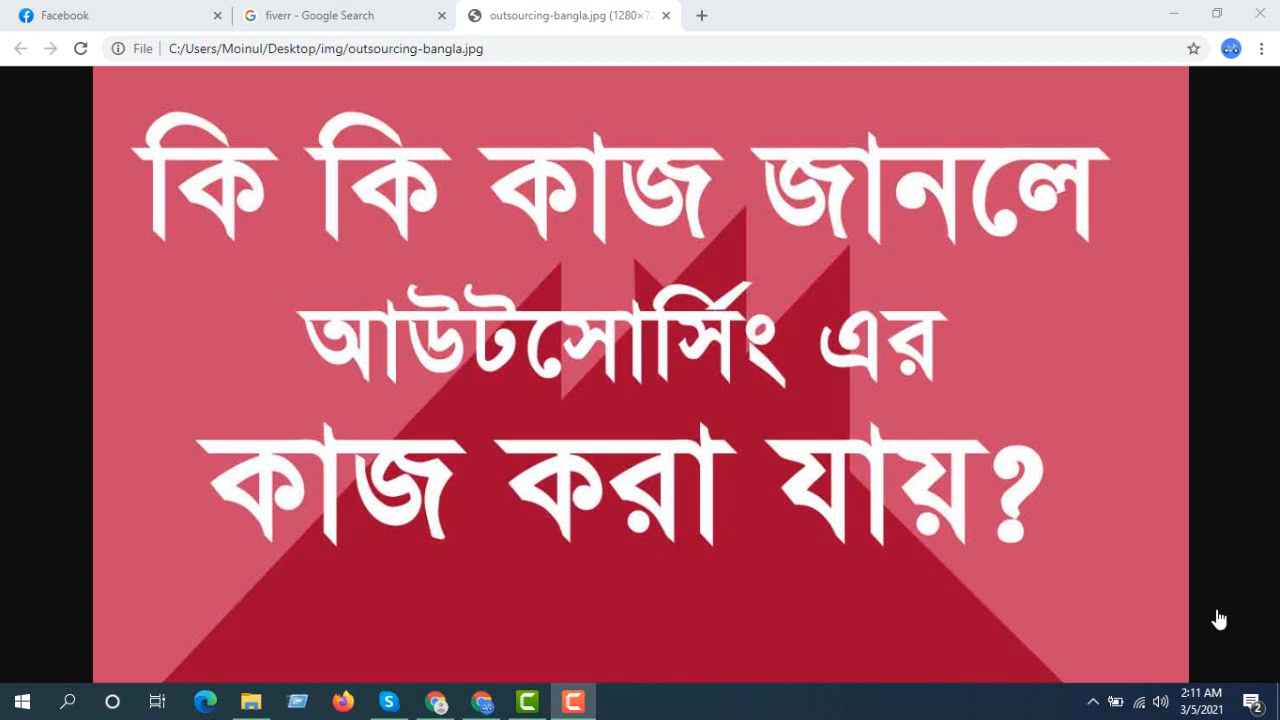 Facebook
fiverr - Google Search
outsourcing-bangla.jpg (1280×7
File
C:/Users/Moinul/Desktop/img/outsourcing-bangla.jpg
কি কি কাজ জানলে
আউটসোর্সিং এর
কাজ করা যায়?
2:11 AM
3/5/2021
2